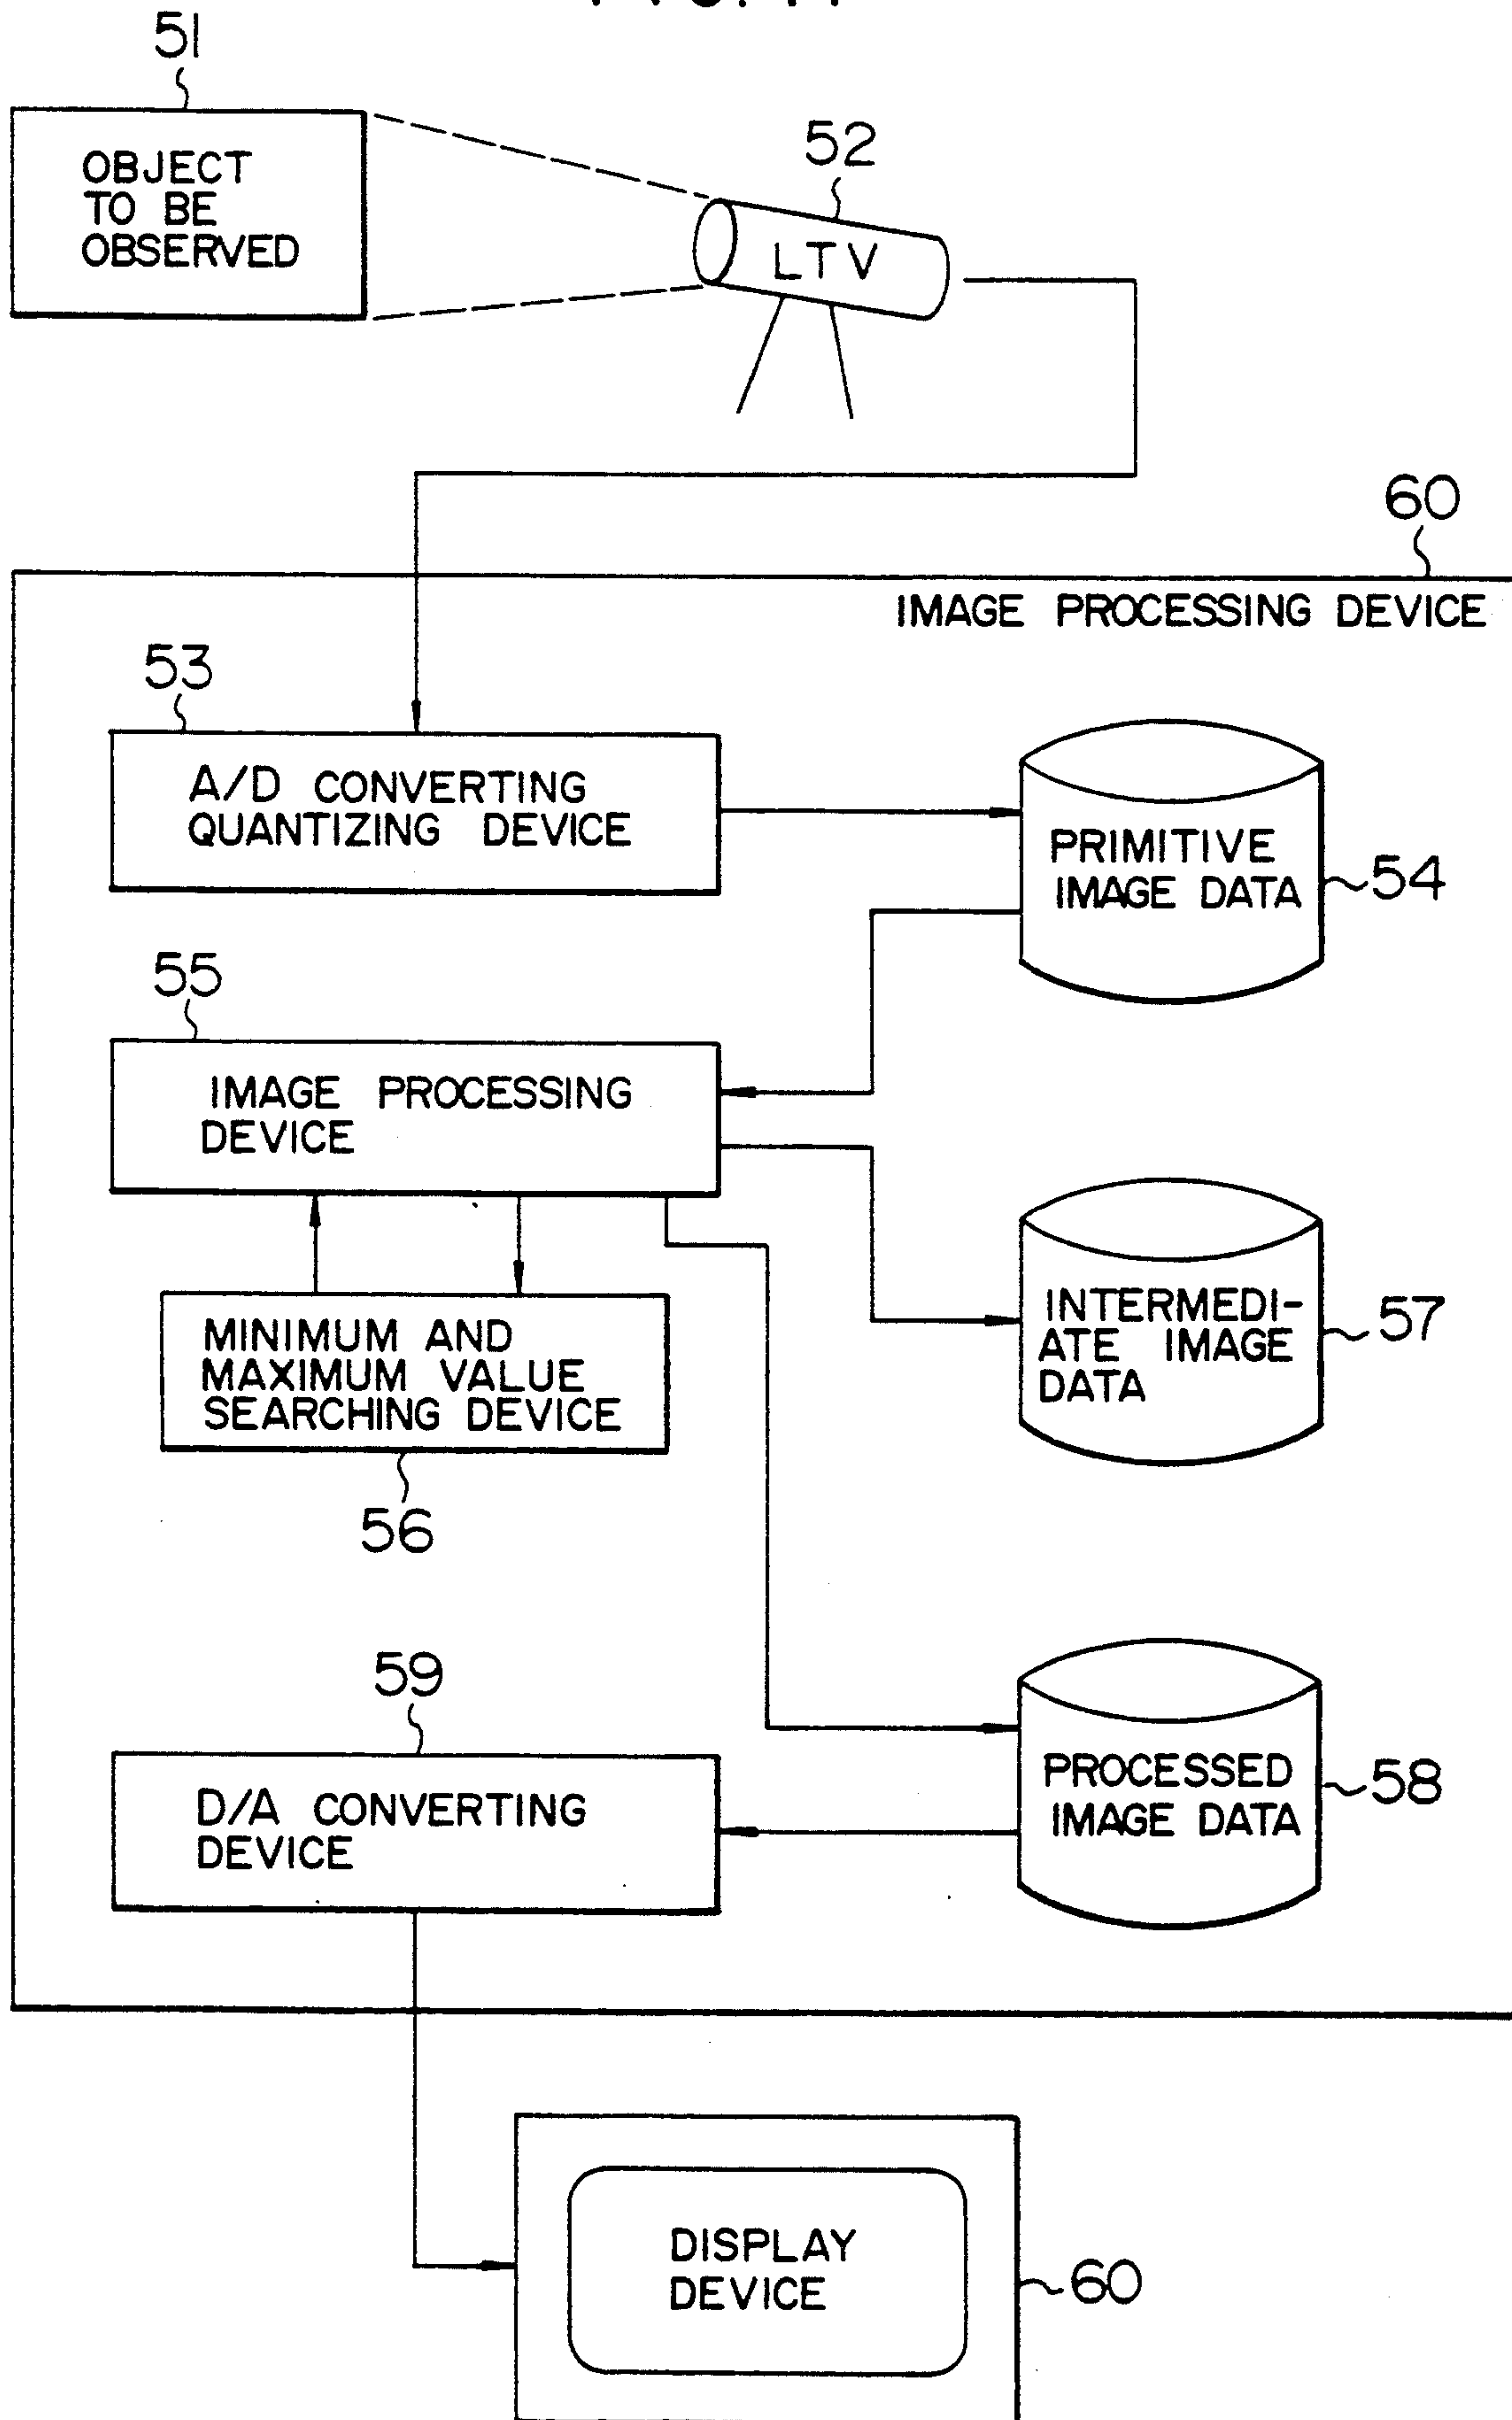 51
OBJECT
TO BE
OBSERVED
52
LTV
60
IMAGE PROCESSING DEVICE
53
A/D CONVERTING
QUANTIZING DEVICE
PRIMITIVE
IMAGE DATA
54
55
IMAGE PROCESSING
DEVICE
MINIMUM AND
MAXIMUM VALUE
SEARCHING DEVICE
56
INTERMEDI-
ATE IMAGE
DATA
57
59
D/A CONVERTING
DEVICE
PROCESSED
IMAGE DATA
58
DISPLAY
DEVICE
60